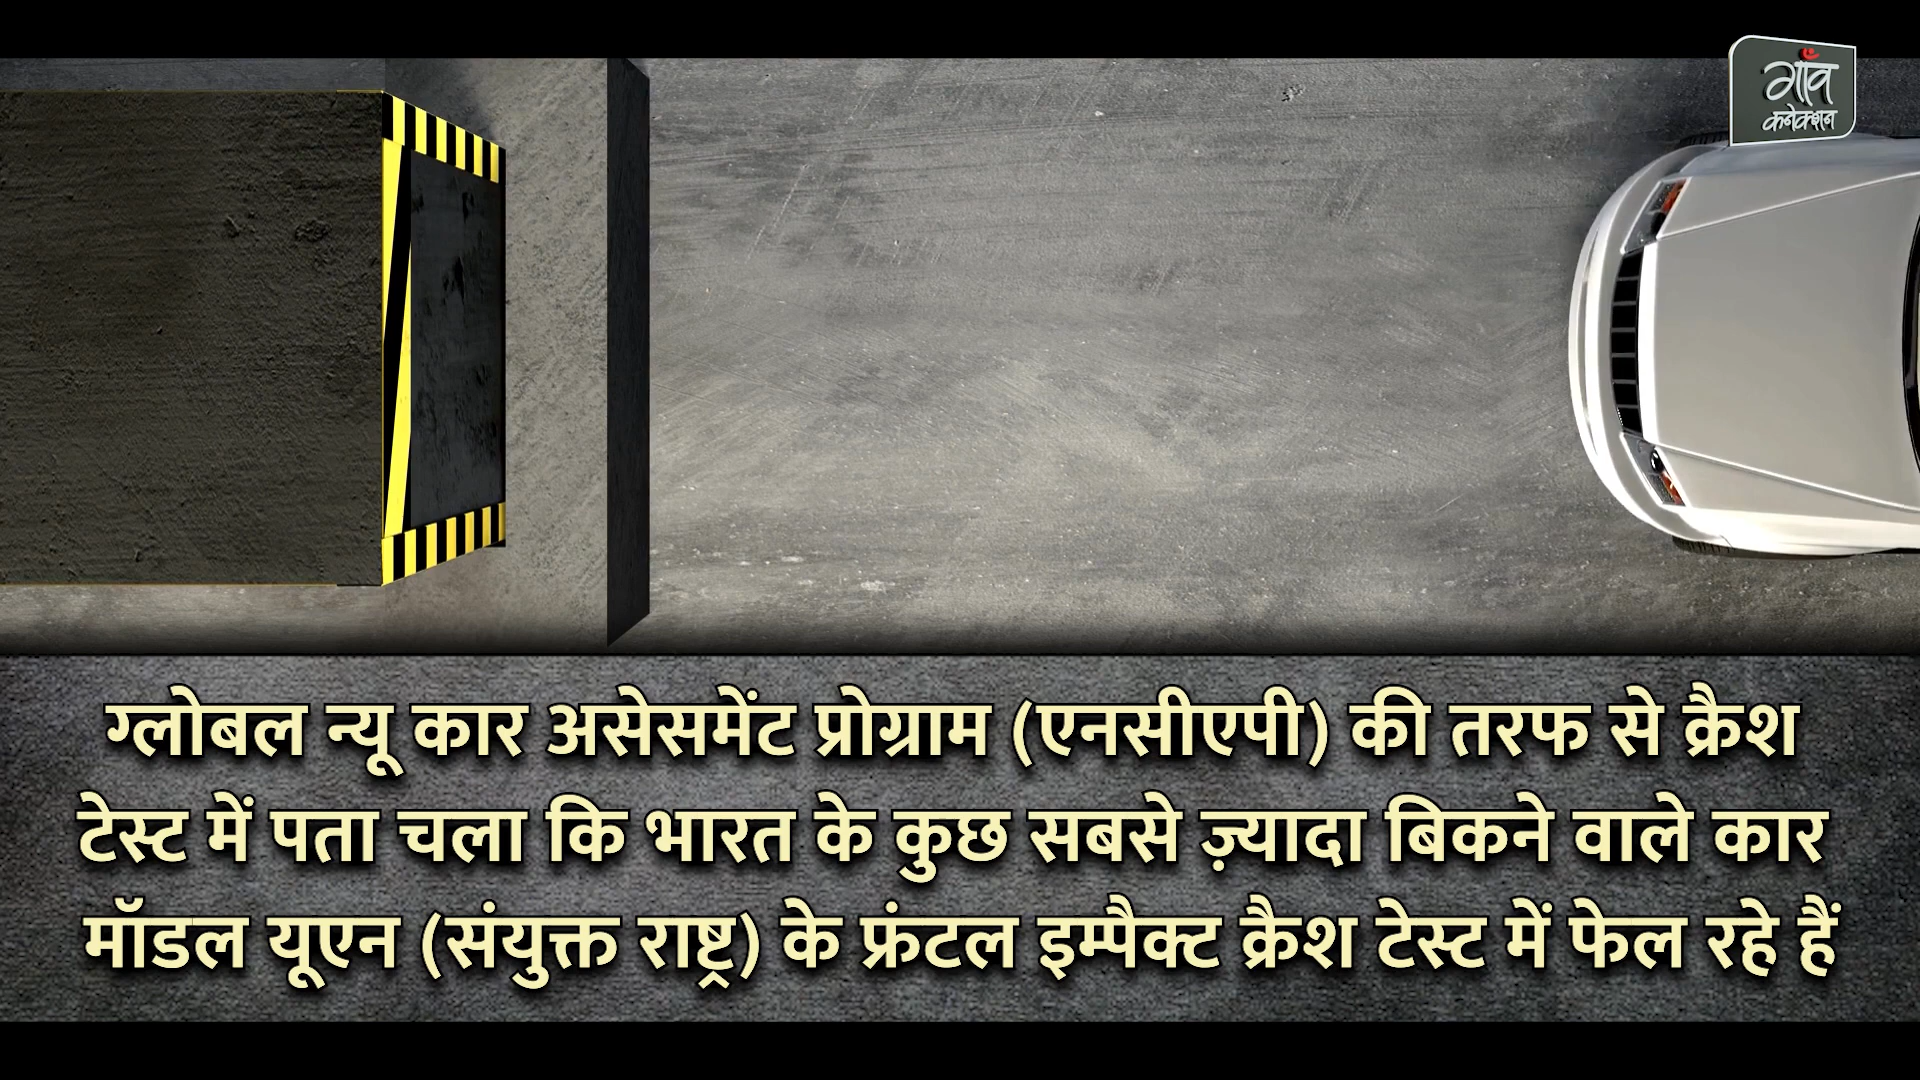 गाँव
कनेक्शन
ग्लोबल न्यू कार असेसमेंट प्रोग्राम (एनसीएपी) की तरफ से क्रैश
टेस्ट में पता चला कि भारत के कुछ सबसे ज़्यादा बिकने वाले कार
मॉडल यूएन (संयुक्त राष्ट्र) के फ्रंटल इम्पैक्ट क्रैश टेस्ट में फेल रहे हैं